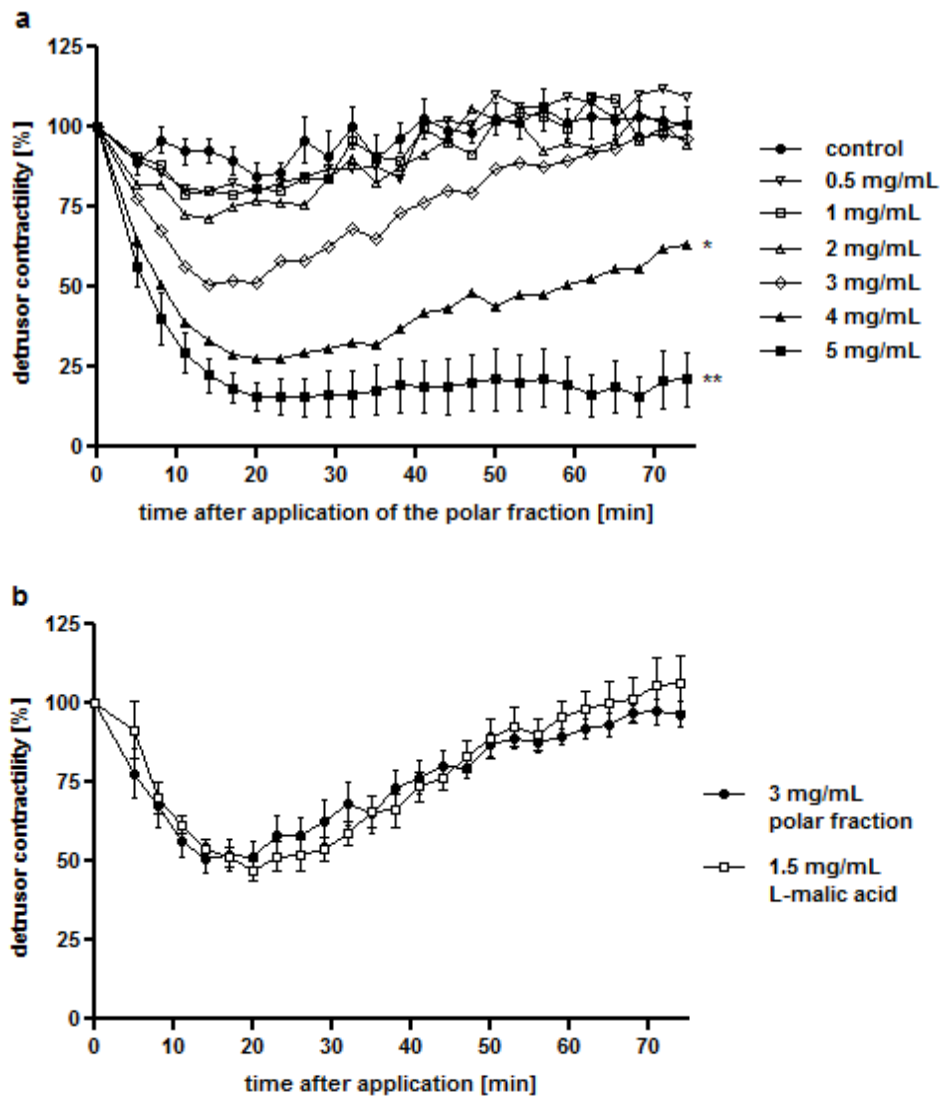 a
detrusor contractility [%]
125
100
75
50
25
0
0 10 20 30 40 50 60 70
time after application of the polar fraction [min]
*
**
control
0.5 mg/mL
1 mg/mL
2 mg/mL
3 mg/mL
4 mg/mL
5 mg/mL
b
detrusor contractility [%]
125
100
75
50
25
0
0 10 20 30 40 50 60 70
time after application [min]
3 mg/mL
polar fraction
1.5 mg/mL
L-malic acid